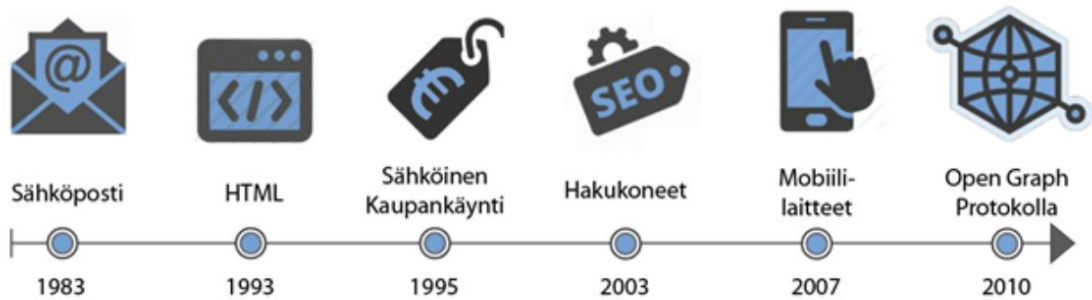 @
</>
€
SEO
Sähköposti
HTML
Sähköinen
Kaupankäynti
Hakukoneet
Mobiili-
laitteet
Open Graph
Protokolla
1983
1993
1995
2003
2007
2010